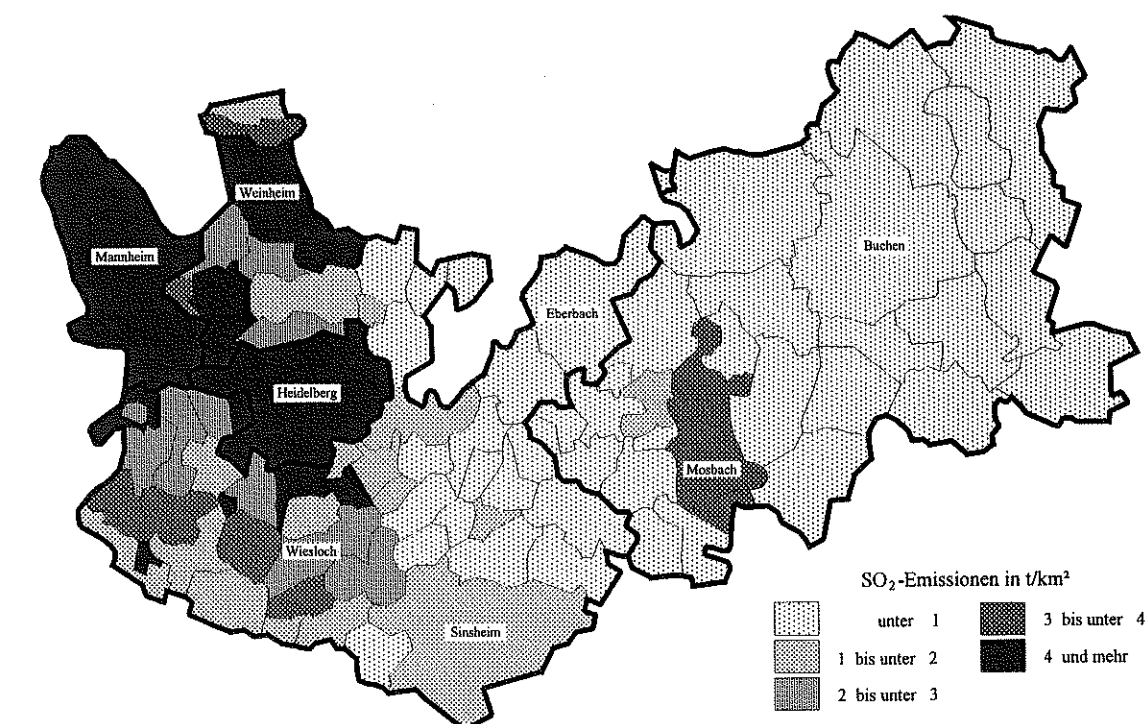 Weinheim
Mannheim
Buchen
Eberbach
Heidelberg
Mosbach
Wiesloch
Sinsheim
SO₂-Emissionen in t/km²
unter 1
1 bis unter 2
2 bis unter 3
3 bis unter 4
4 und mehr